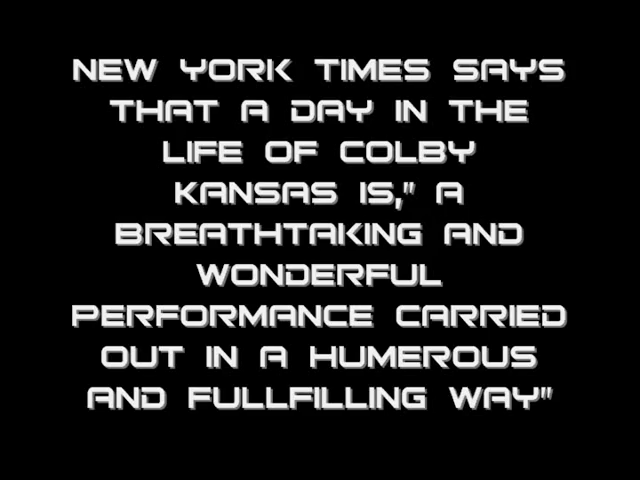 NEW YORK TIMES SAYS
THAT A DAY IN THE
LIFE OF COLBY
KANSAS IS," A
BREATHTAKING AND
WONDERFUL
PERFORMANCE CARRIED
OUT IN A HUMEROUS
AND FULLFILLING WAY"